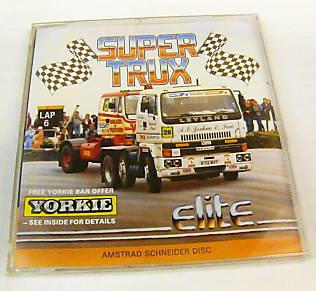 SUPER
TRUX
LAP
6
LEYLAND
FREE YORKIE BAR OFFER
YORKIE
– SEE INSIDE FOR DETAILS
elite
AMSTRAD SCHNEIDER DISC